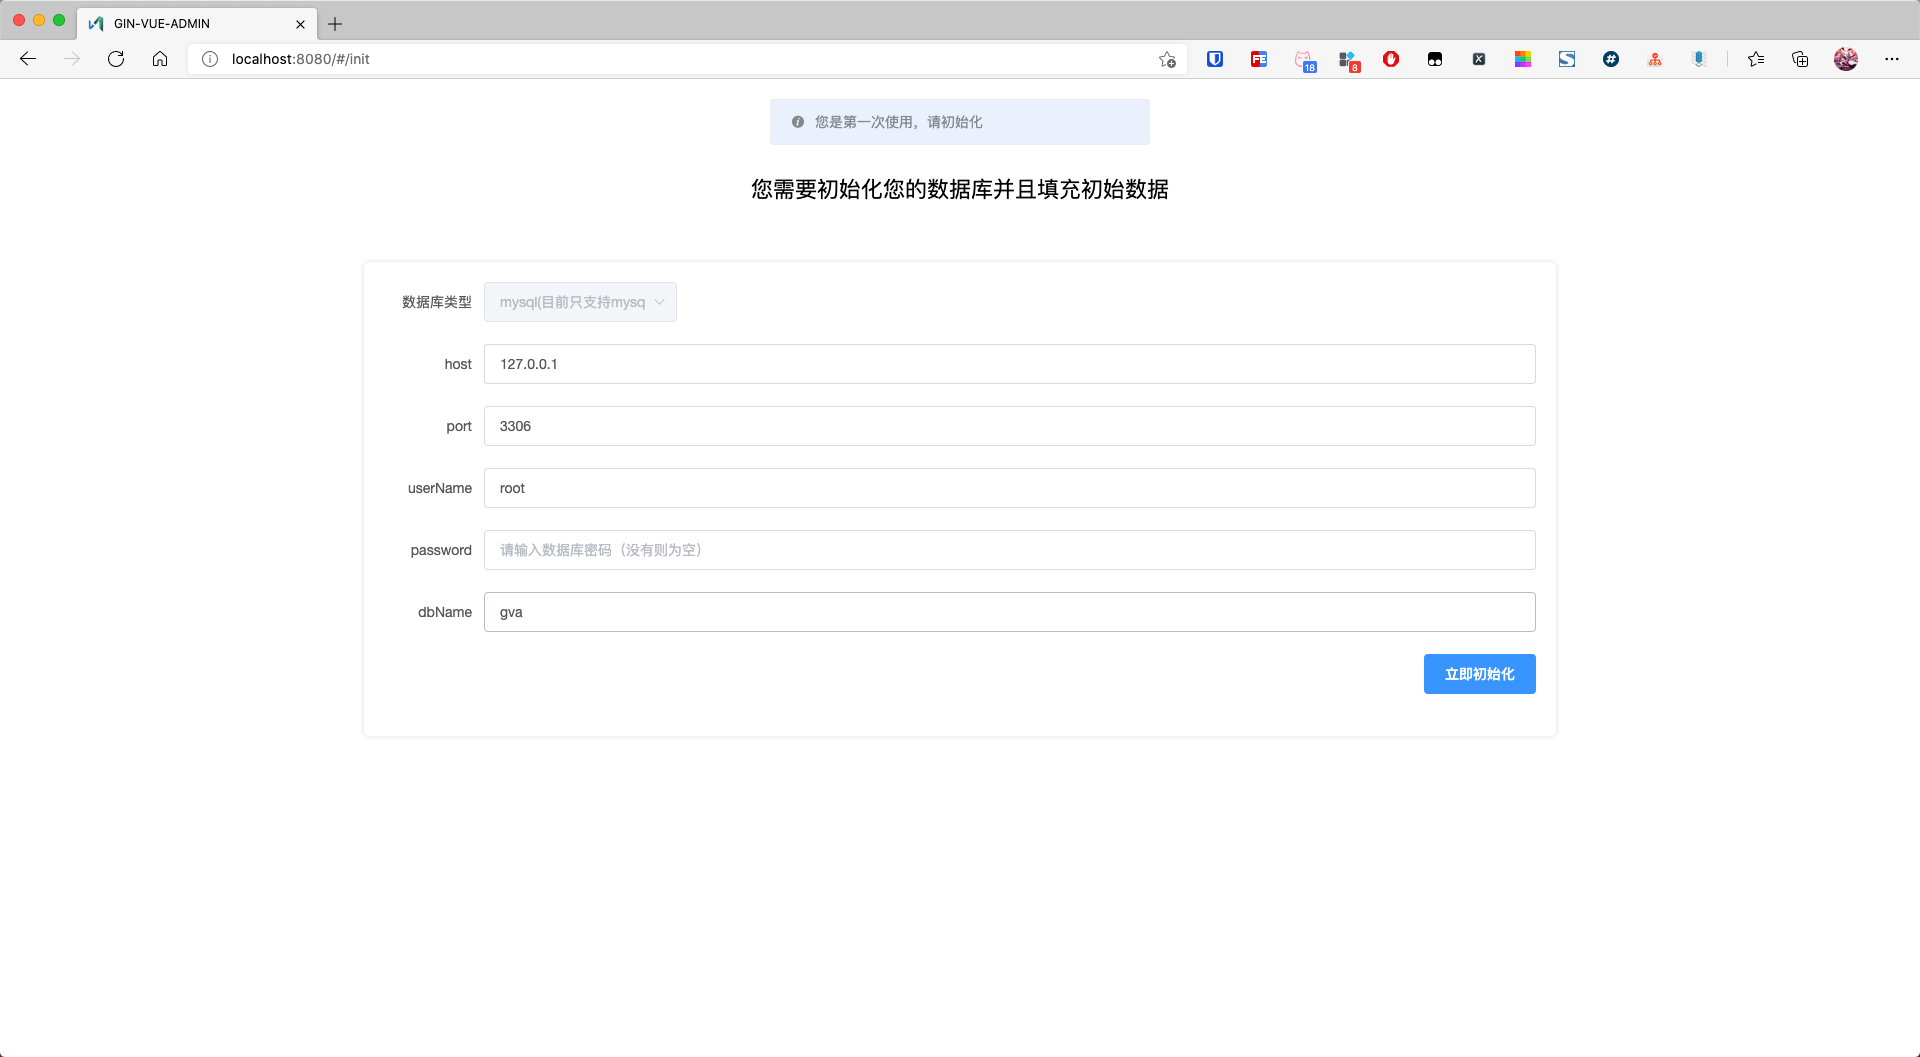 GIN-VUE-ADMIN
localhost:8080/#/init
FE
18
8
X
S
#
您是第一次使用，请初始化
您需要初始化您的数据库并且填充初始数据
数据库类型
mysql(目前只支持mysq
host
127.0.0.1
port
3306
userName
root
password
请输入数据库密码（没有则为空）
dbName
gva
立即初始化